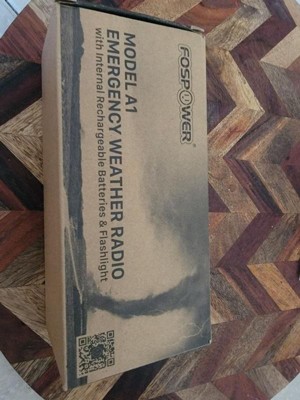 FOSPOWER®
MODEL A1
EMERGENCY WEATHER RADIO
with Internal Rechargeable Batteries & Flashlight